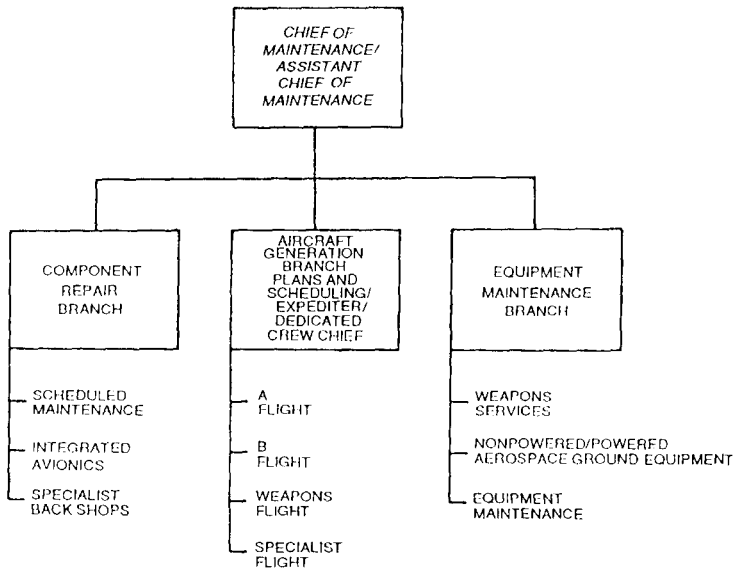 CHIEF OF
MAINTENANCE/
ASSISTANT
CHIEF OF
MAINTENANCE
COMPONENT
REPAIR
BRANCH
AIRCRAFT
GENERATION
BRANCH
PLANS AND
SCHEDULING/
EXPEDITER/
DEDICATED
CREW CHIEF
EQUIPMENT
MAINTENANCE
BRANCH
SCHEDULED
MAINTENANCE
INTEGRATED
AVIONICS
SPECIALIST
BACK SHOPS
A
FLIGHT
B
FLIGHT
WEAPONS
FLIGHT
SPECIALIST
FLIGHT
WEAPONS
SERVICES
NONPOWERED/POWERED
AEROSPACE GROUND EQUIPMENT
EQUIPMENT
MAINTENANCE